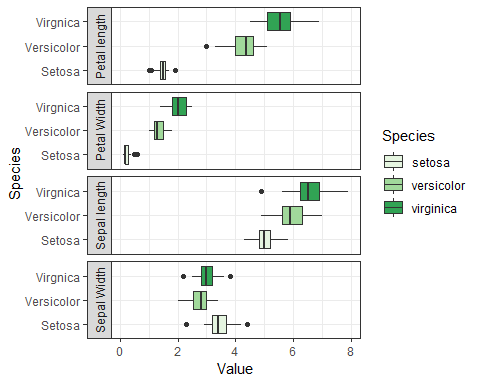 Petal length
Virgnica
Versicolor
Setosa
Petal Width
Virgnica
Versicolor
Setosa
Sepal length
Virgnica
Versicolor
Setosa
Sepal Width
Virgnica
Versicolor
Setosa
0 2 4 6 8
Value
Species
Species
setosa
versicolor
virginica